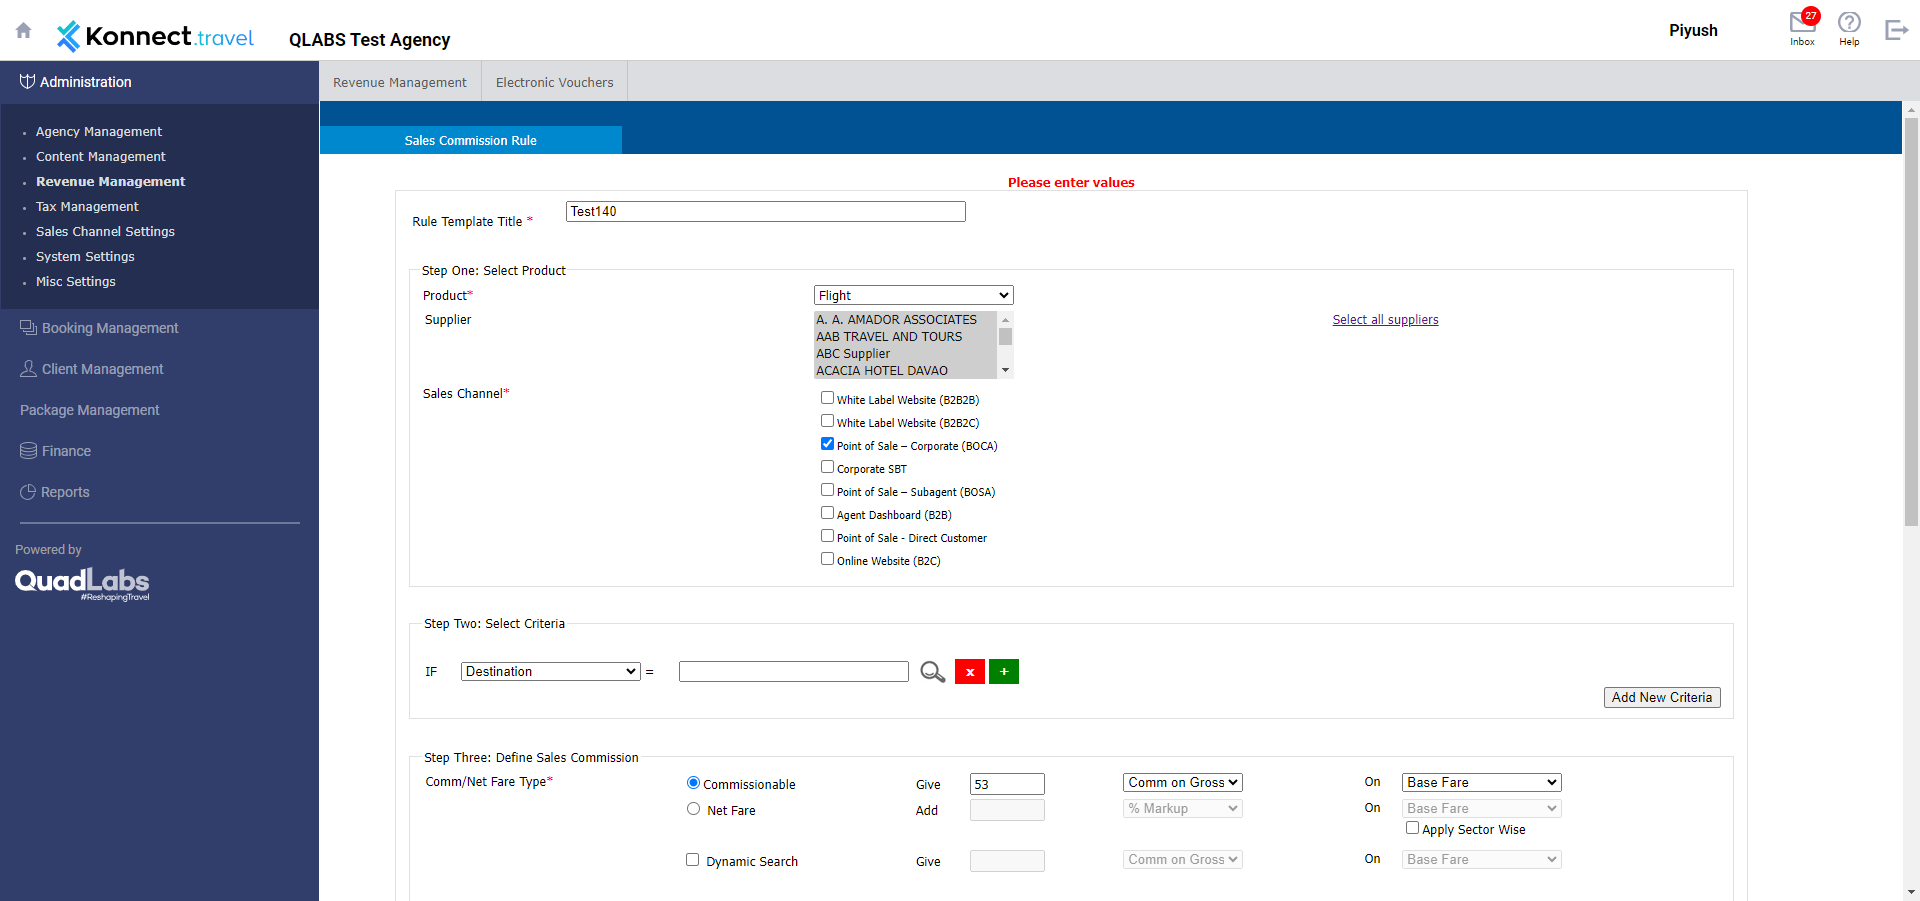 Konnect.travel
QLABS Test Agency
Piyush
27
Inbox
Help
Administration
Agency Management
Content Management
Revenue Management
Tax Management
Sales Channel Settings
System Settings
Misc Settings
Booking Management
Client Management
Package Management
Finance
Reports
Powered by
QuadLabs
#ReshapingTravel
Revenue Management
Electronic Vouchers
Sales Commission Rule
Please enter values
Rule Template Title * Test140
Step One: Select Product
Product* Flight
Supplier
A. A. AMADOR ASSOCIATES
AAB TRAVEL AND TOURS
ABC Supplier
ACACIA HOTEL DAVAO
Select all suppliers
Sales Channel*
White Label Website (B2B2B)
White Label Website (B2B2C)
Point of Sale – Corporate (BOCA)
Corporate SBT
Point of Sale – Subagent (BOSA)
Agent Dashboard (B2B)
Point of Sale - Direct Customer
Online Website (B2C)
Step Two: Select Criteria
IF Destination = x +
Add New Criteria
Step Three: Define Sales Commission
Comm/Net Fare Type* Commissionable Give 53 Comm on Gross On Base Fare
Net Fare Add % Markup On Base Fare
Apply Sector Wise
Dynamic Search Give Comm on Gross On Base Fare